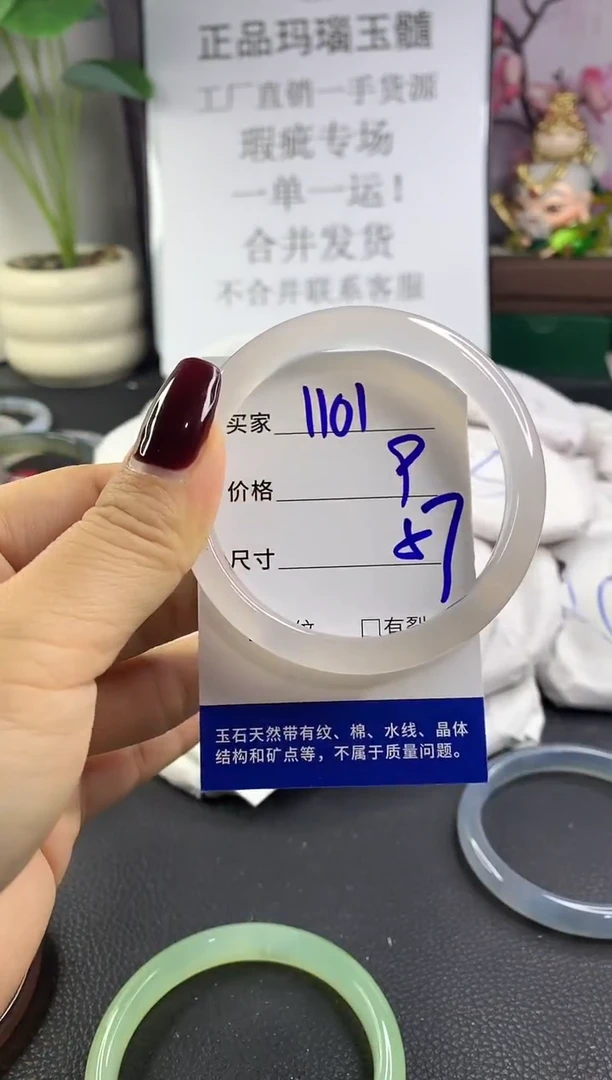 正品玛瑙玉髓
工厂直销一手货源
瑕疵专场
一单一运！
合并发货
不合并联系客服
买家 1101
价格 9
尺寸 57
纹 □有裂
玉石天然带有纹、棉、水线、晶体
结构和矿点等，不属于质量问题。